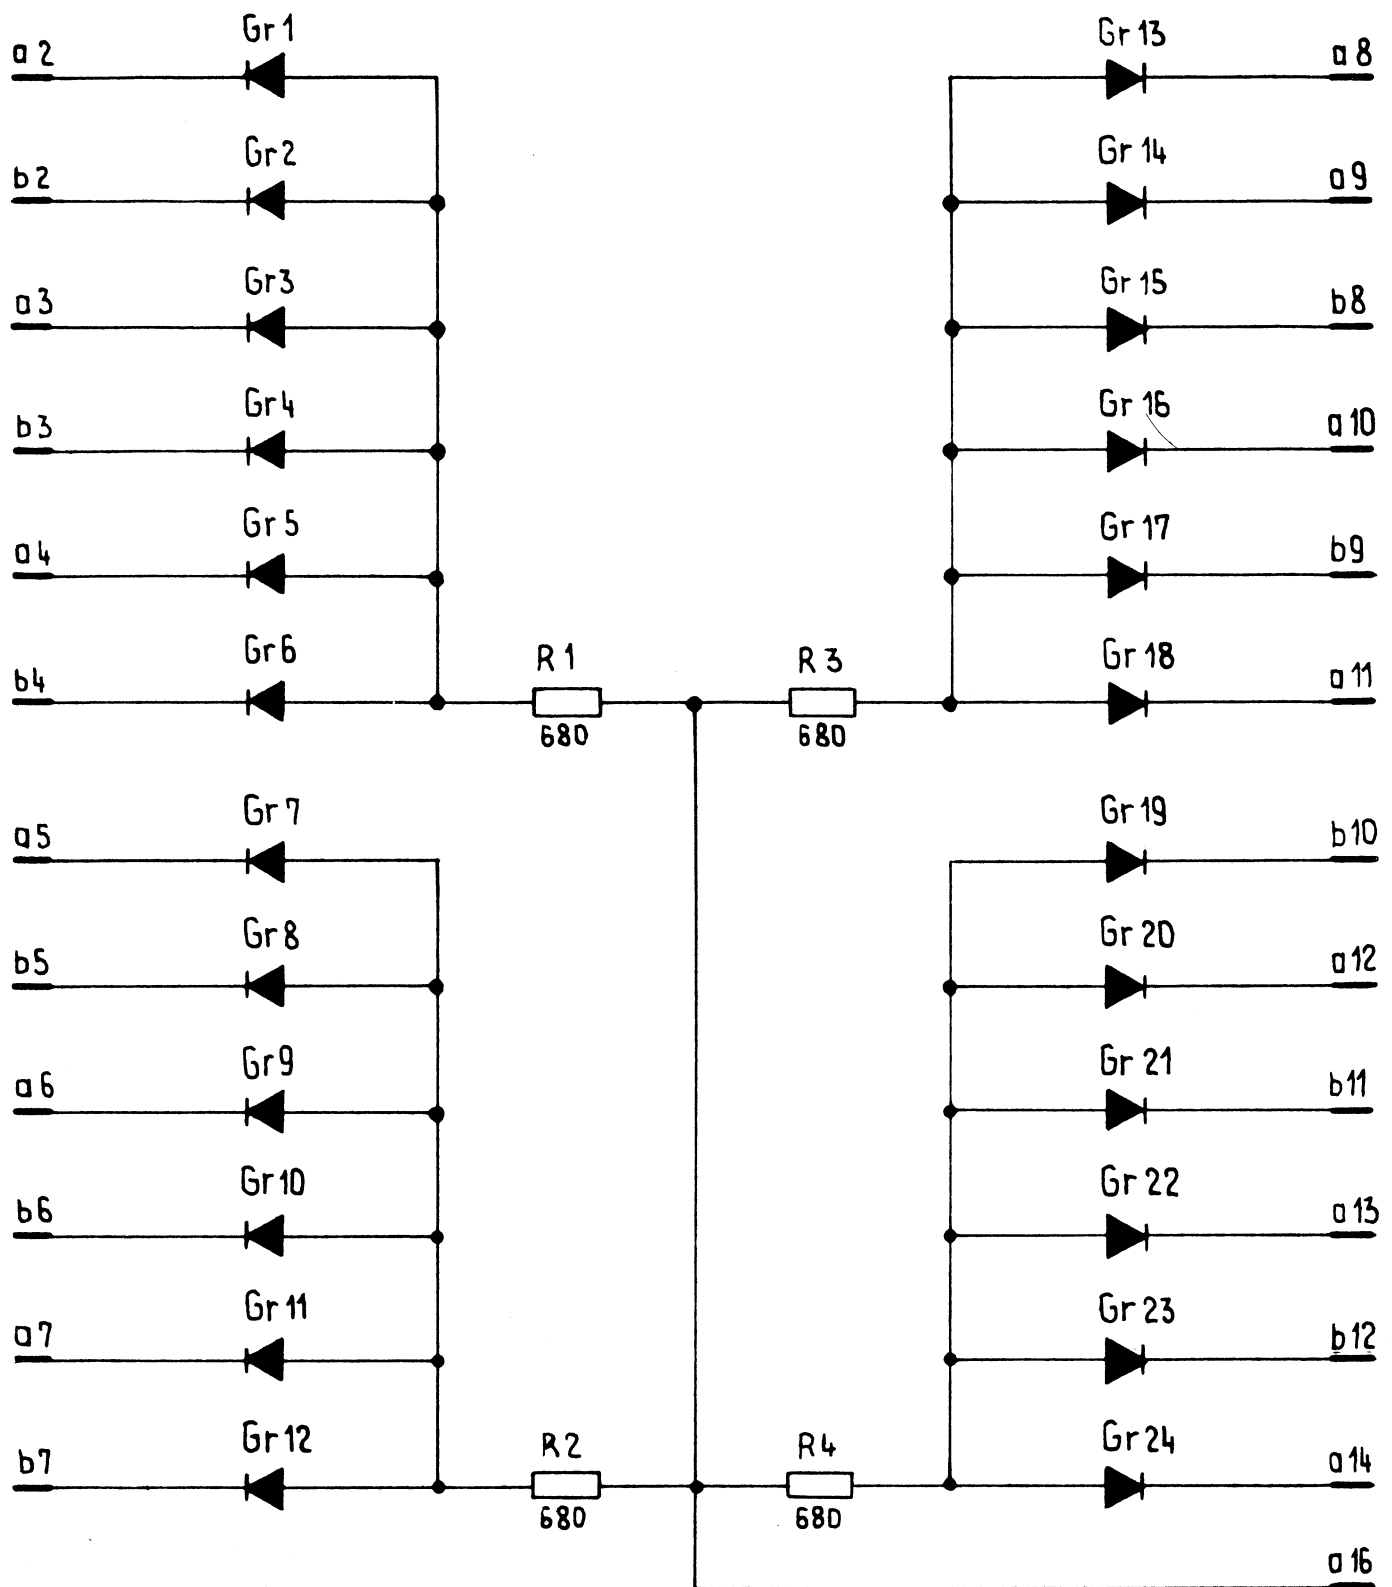 Gr 1
Gr 13
a 2
a 8
Gr 2
Gr 14
b 2
a 9
Gr 3
Gr 15
a 3
b 8
Gr 4
Gr 16
b 3
a 10
Gr 5
Gr 17
a 4
b 9
Gr 6
R 1
R 3
Gr 18
b 4
a 11
680
680
Gr 7
Gr 19
a 5
b 10
Gr 8
Gr 20
b 5
a 12
Gr 9
Gr 21
a 6
b 11
Gr 10
Gr 22
b 6
a 13
Gr 11
Gr 23
a 7
b 12
Gr 12
R 2
R 4
Gr 24
b 7
a 14
680
680
a 16